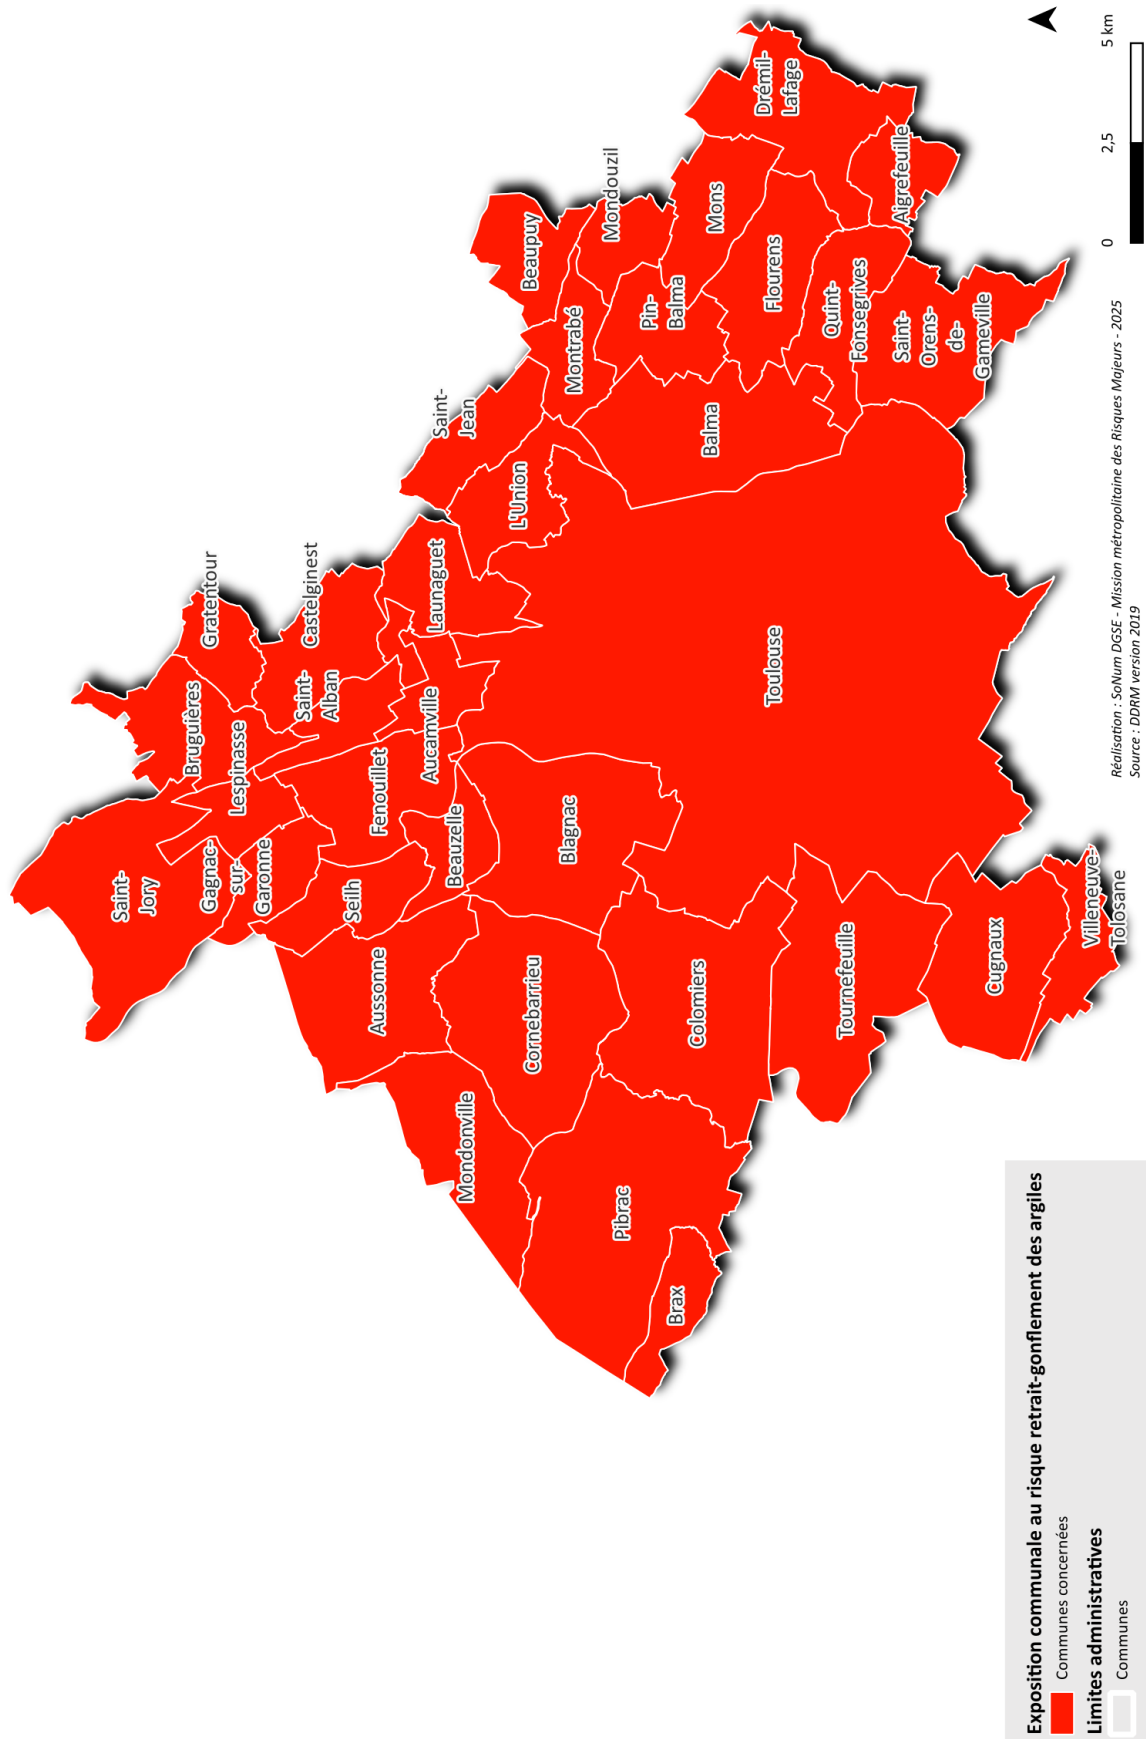 Saint-
Jory
Bruguières
Gratentour
Lespinasse
Gagnac-
sur-
Garonne
Saint-
Alban
Castelginest
Fenouillet
Seilh
Aucamville
Launaguet
Saint-
Jean
Beauzelle
Aussonne
L'Union
Beaupuy
Mondonville
Cornebarrieu
Blagnac
Montrabé
Mondouzil
Pin-
Balma
Mons
Drémil-
Lafage
Pibrac
Brax
Colomiers
Toulouse
Balma
Flourens
Quint-
Fonsegrives
Aigrefeuille
Tournefeuille
Saint-
Orens-
de-
Gameville
Cugnaux
Villeneuve-
Tolosane
Exposition communale au risque retrait-gonflement des argiles
Communes concernées
Limites administratives
Communes
Réalisation : SoNum DGSE - Mission métropolitaine des Risques Majeurs - 2025
Source : DDRM version 2019
0 2,5 5 km